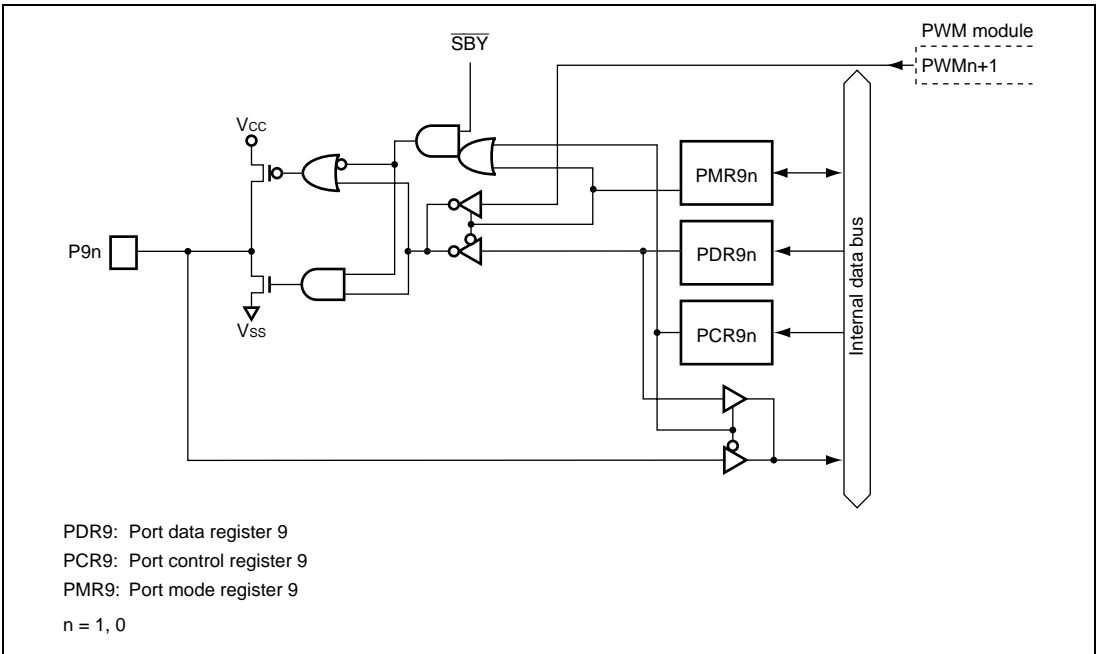 PWM module
SBY
PWMn+1
VCC
PMR9n
P9n
PDR9n
Internal data bus
VSS
PCR9n
PDR9: Port data register 9
PCR9: Port control register 9
PMR9: Port mode register 9
n = 1, 0